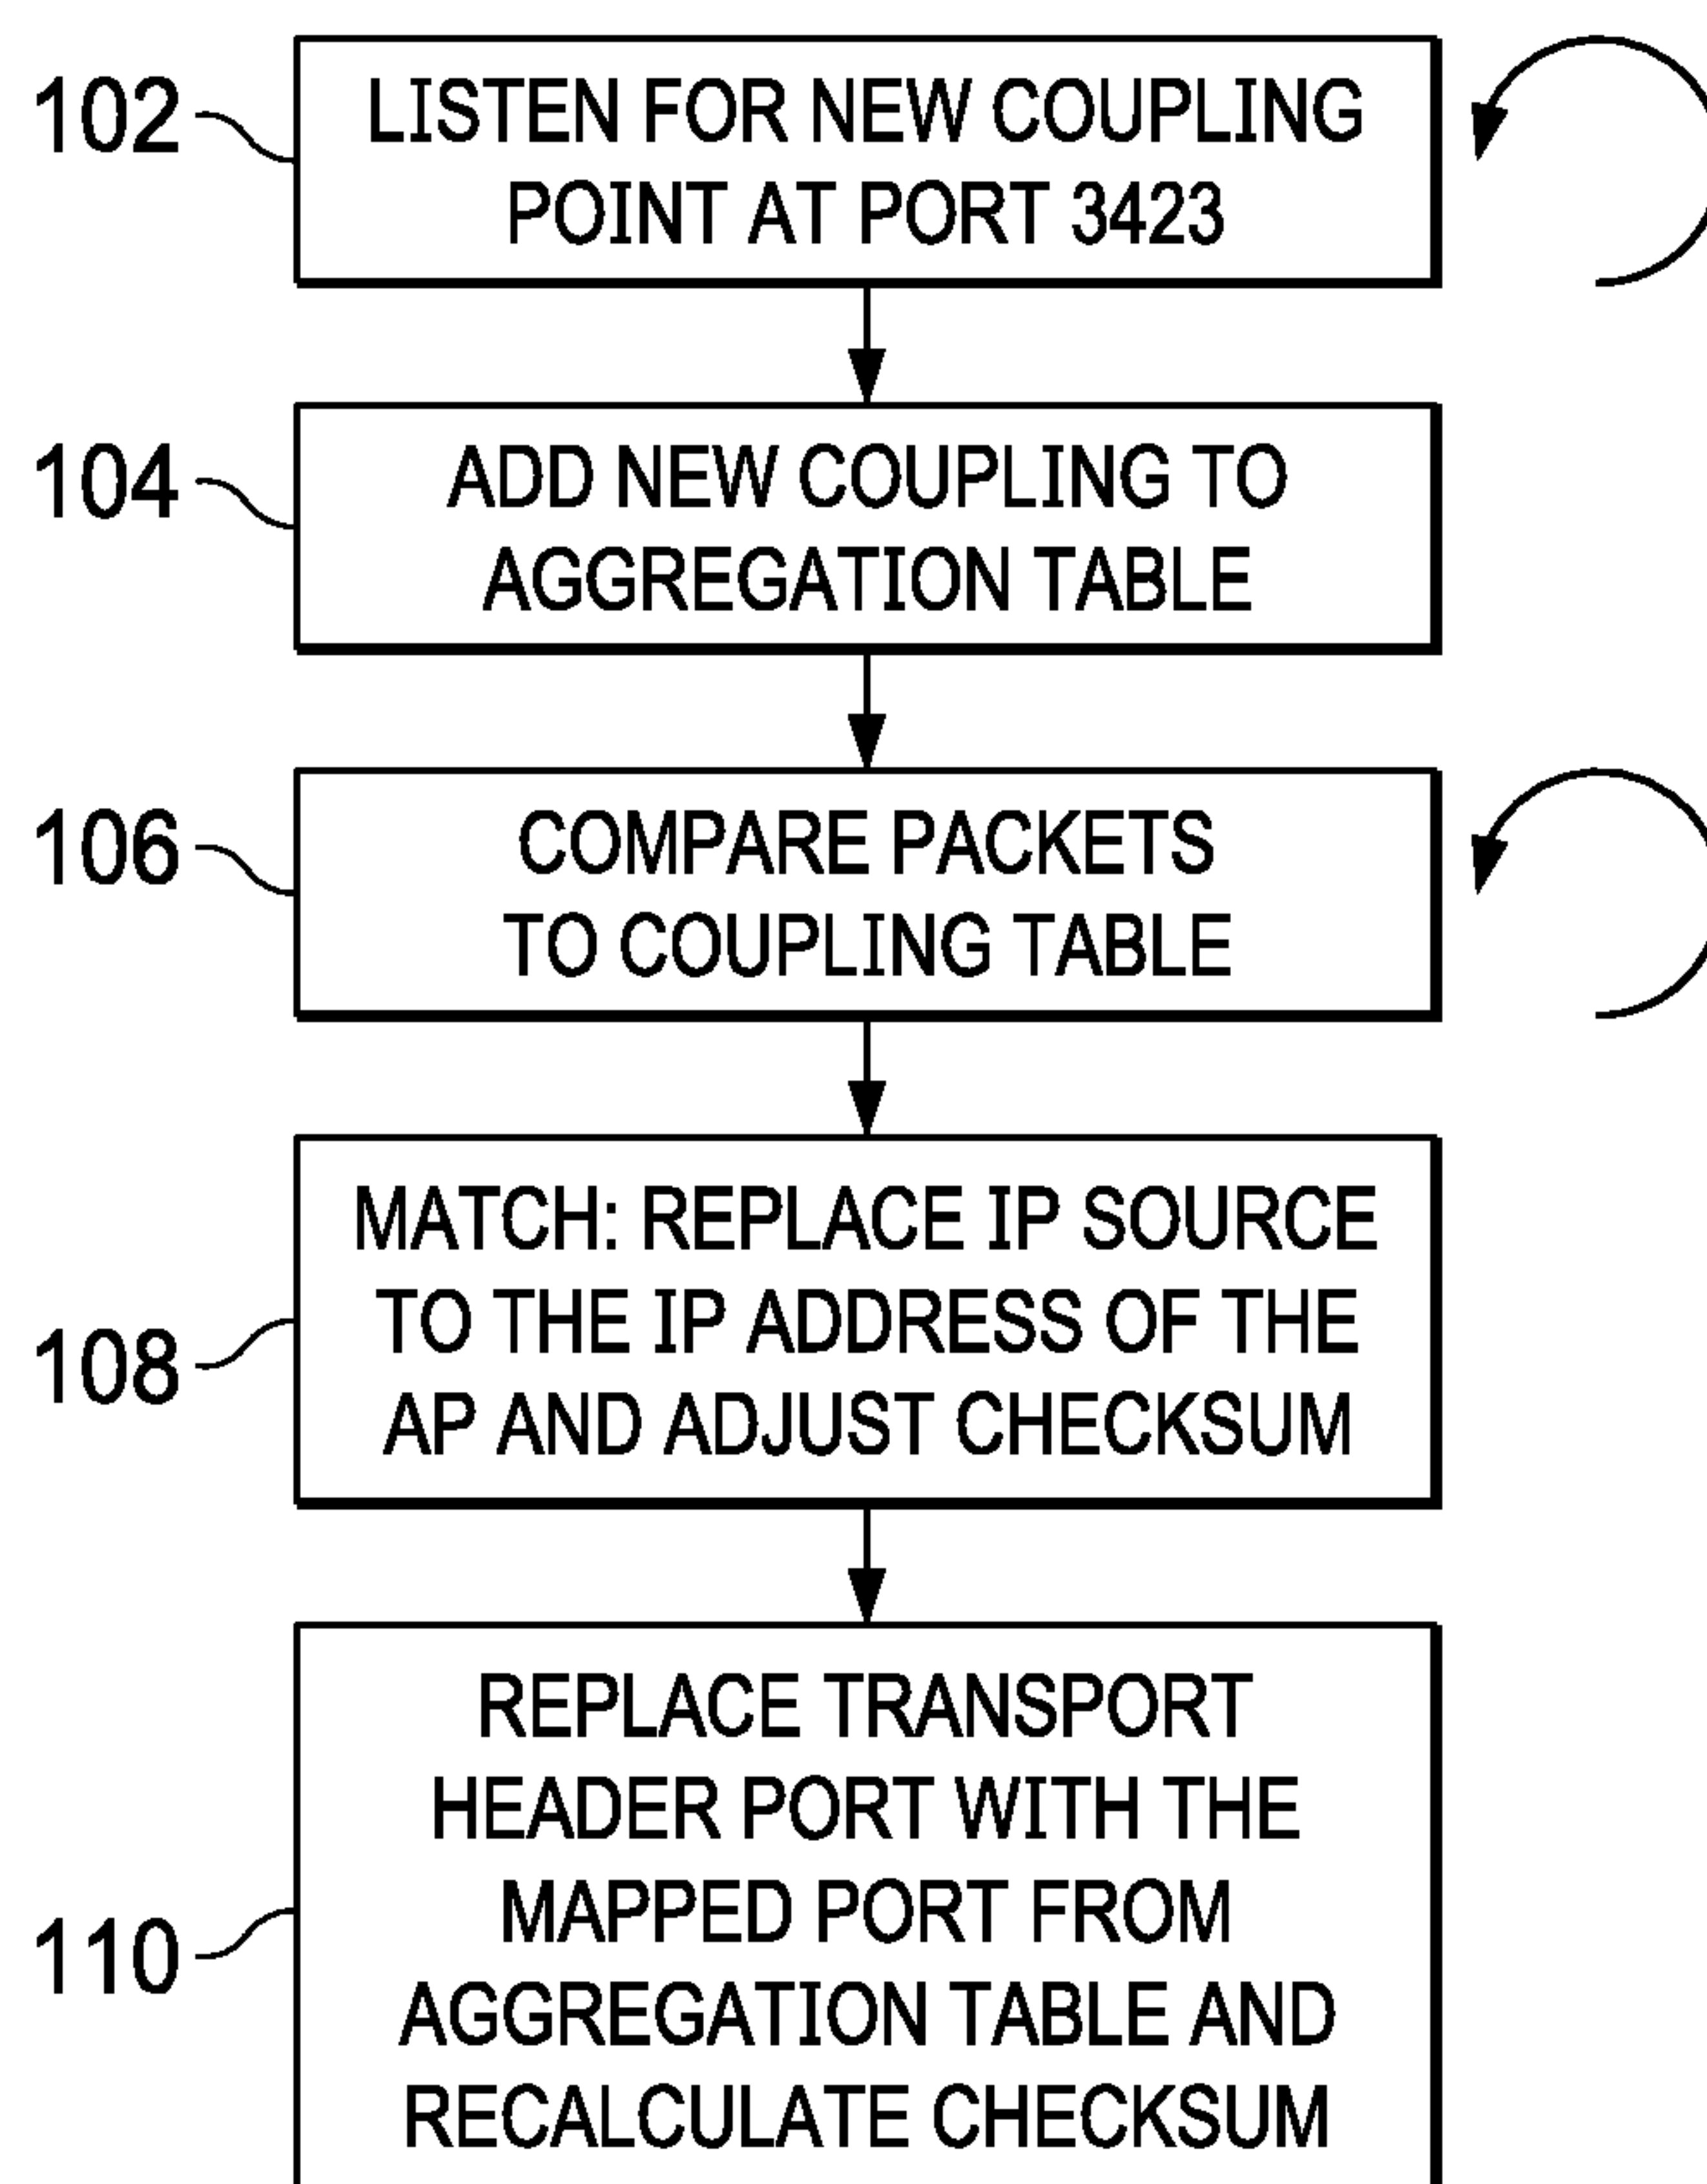 102
LISTEN FOR NEW COUPLING
POINT AT PORT 3423
104
ADD NEW COUPLING TO
AGGREGATION TABLE
106
COMPARE PACKETS
TO COUPLING TABLE
108
MATCH: REPLACE IP SOURCE
TO THE IP ADDRESS OF THE
AP AND ADJUST CHECKSUM
110
REPLACE TRANSPORT
HEADER PORT WITH THE
MAPPED PORT FROM
AGGREGATION TABLE AND
RECALCULATE CHECKSUM